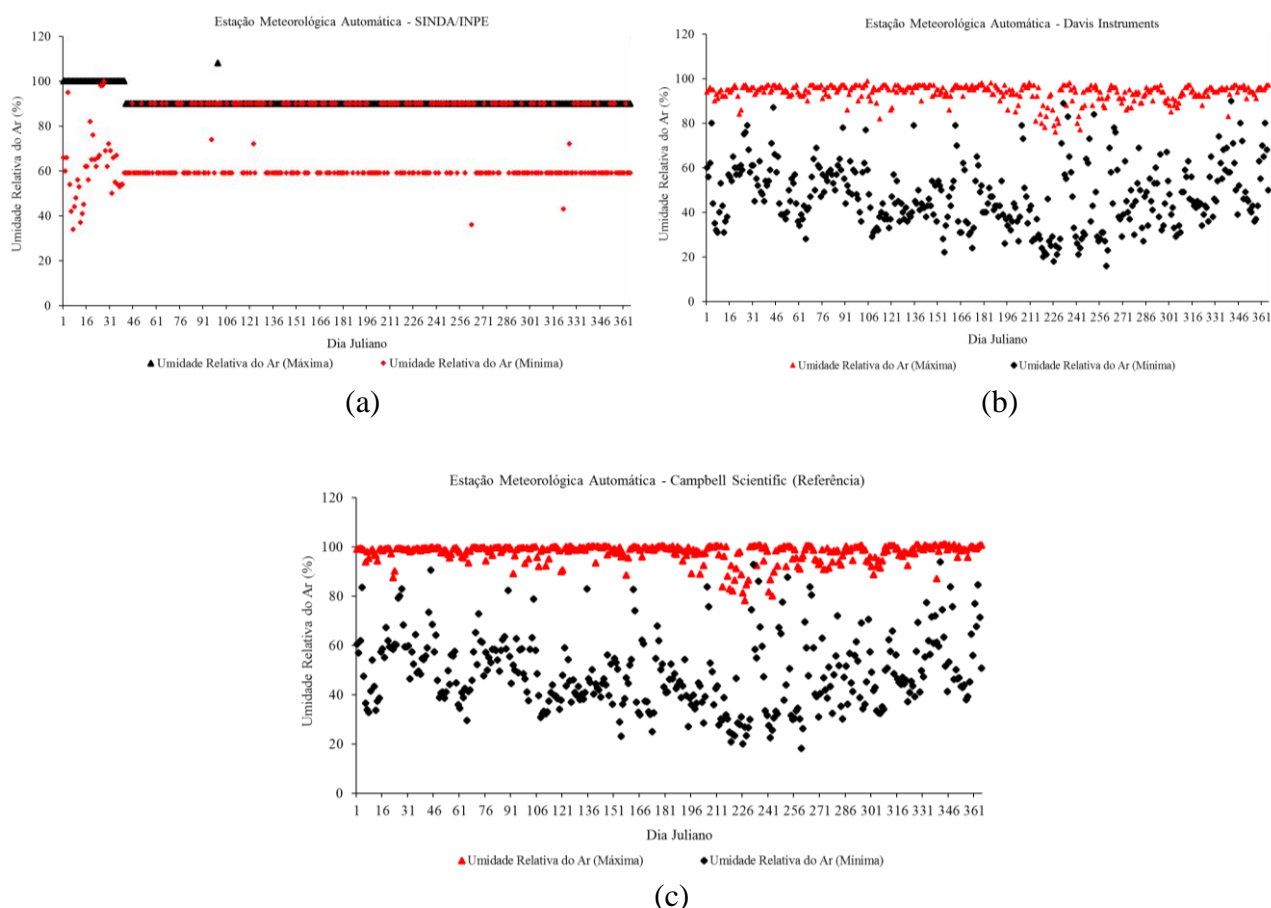 Estação Meteorológica Automática - SINDA/INPE
Umidade Relativa do Ar (%)
120
100
80
60
40
20
0
1 16 31 46 61 76 91 106 121 136 151 166 181 196 211 226 241 256 271 286 301 316 331 346 361
Dia Juliano
Umidade Relativa do Ar (Máxima) Umidade Relativa do Ar (Mínima)
(a)
Estação Meteorológica Automática - Davis Instruments
Umidade Relativa do Ar (%)
120
100
80
60
40
20
0
1 16 31 46 61 76 91 106 121 136 151 166 181 196 211 226 241 256 271 286 301 316 331 346 361
Dia Juliano
Umidade Relativa do Ar (Máxima) Umidade Relativa do Ar (Mínima)
(b)
Estação Meteorológica Automática - Campbell Scientific (Referência)
Umidade Relativa do Ar (%)
120
100
80
60
40
20
0
1 16 31 46 61 76 91 106 121 136 151 166 181 196 211 226 241 256 271 286 301 316 331 346 361
Dia Juliano
Umidade Relativa do Ar (Máxima) Umidade Relativa do Ar (Mínima)
(c)